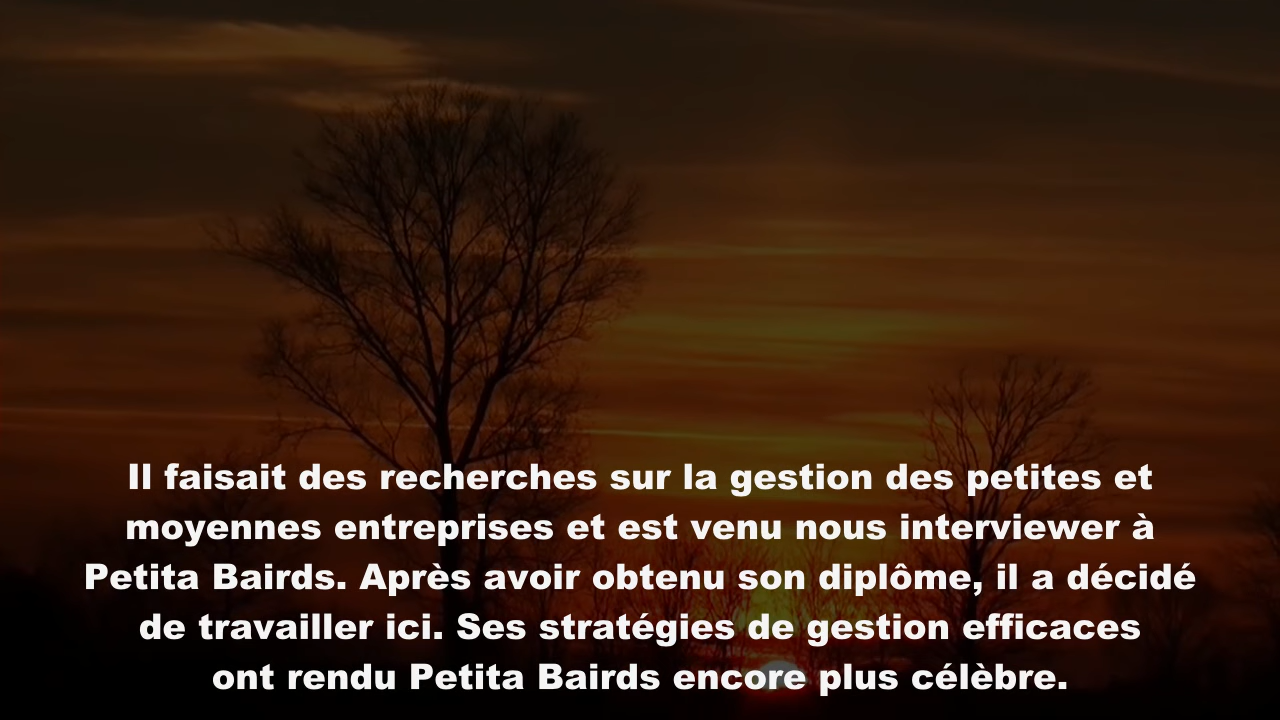 Il faisait des recherches sur la gestion des petites et
moyennes entreprises et est venu nous interviewer à
Petita Bairds. Après avoir obtenu son diplôme, il a décidé
de travailler ici. Ses stratégies de gestion efficaces
ont rendu Petita Bairds encore plus célèbre.